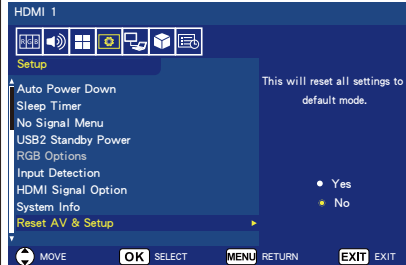 HDMI 1
RGB
Setup
Auto Power Down
Sleep Timer
No Signal Menu
USB2 Standby Power
RGB Options
Input Detection
HDMI Signal Option
System Info
Reset AV & Setup
This will reset all settings to
default mode.
Yes
No
MOVE OK SELECT MENU RETURN EXIT EXIT